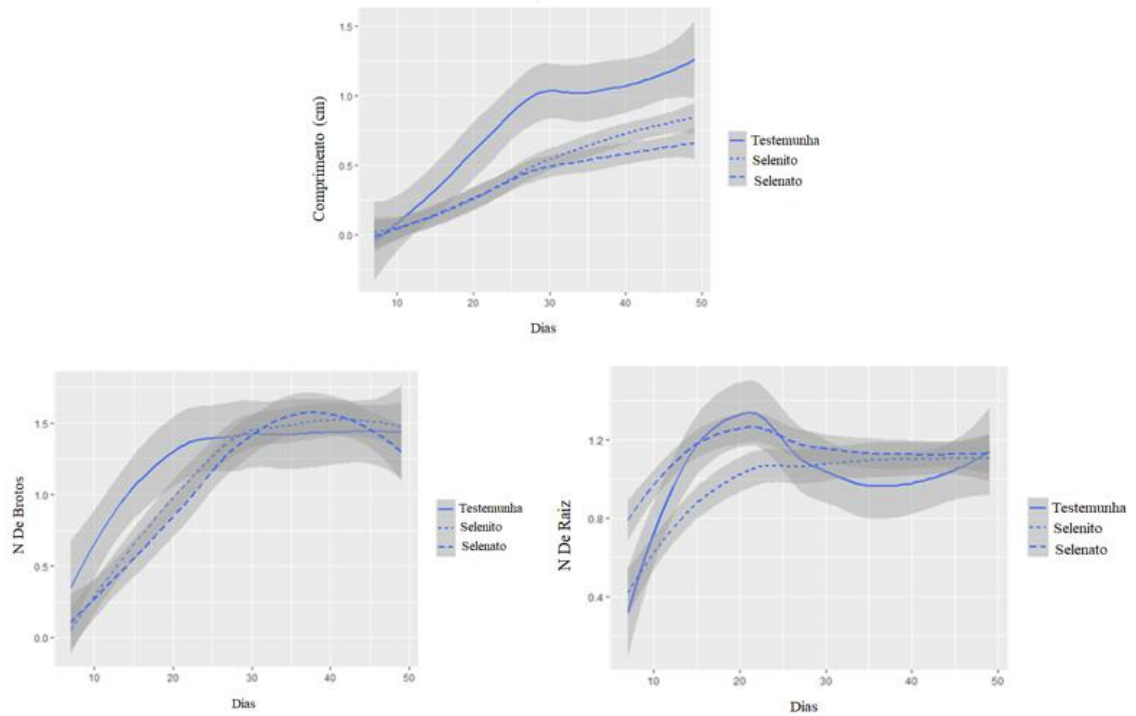 1.5
1.0
0.5
0.0
Comprimento (cm)
10 20 30 40 50
Dias
Testemunha
Selenito
Selenato
1.5
1.0
0.5
0.0
N De Brotos
10 20 30 40 50
Dias
Testemunha
Selenito
Selenato
1.2
0.8
0.4
N De Raiz
10 20 30 40 50
Dias
Testemunha
Selenito
Selenato